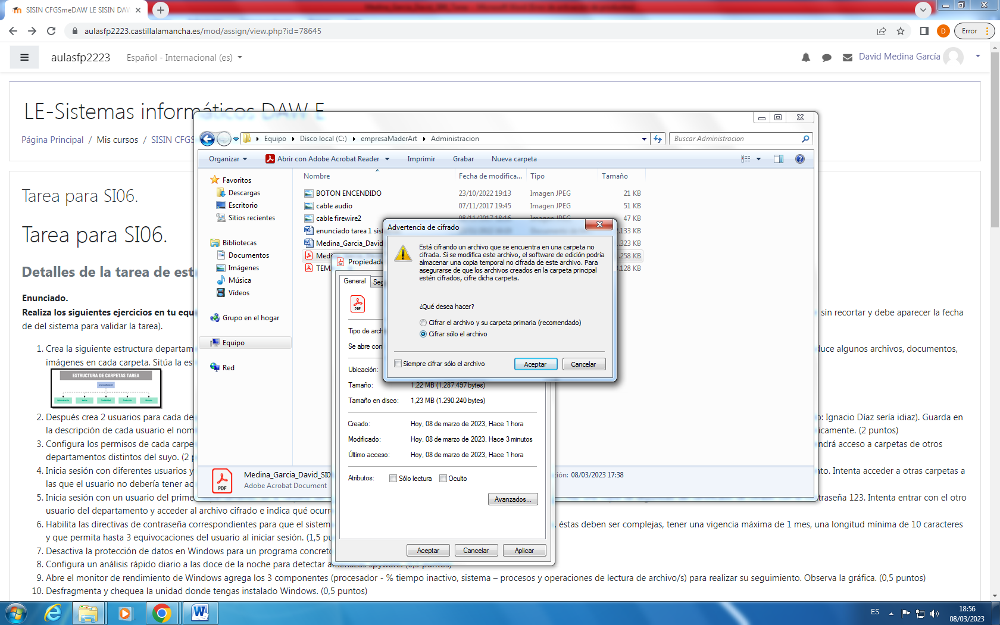 SISIN CFGSmeDAW LE SISIN DAW
aulasfp2223.castillalamancha.es/mod/assign/view.php?id=78645
D
Error
aulasfp2223
Español - Internacional (es)
David Medina García
LE-Sistemas informáticos DAW E
Página Principal / Mis cursos / SISIN CFGS
Tarea para SI06.
Tarea para SI06.
Detalles de la tarea de est
Enunciado.
Realiza los siguientes ejercicios en tu equ
sin recortar y debe aparecer la fecha
de del sistema para validar la tarea).
1. Crea la siguiente estructura departam
duce algunos archivos, documentos,
imágenes en cada carpeta. Sitúa la es
ESTRUCTURA DE CARPETAS TAREA
2. Después crea 2 usuarios para cada de
o: Ignacio Díaz sería idiaz). Guarda en
la descripción de cada usuario el nom
icamente. (2 puntos)
3. Configura los permisos de cada carpe
ndrá acceso a carpetas de otros
departamentos distintos del suyo. (2 p
4. Inicia sesión con diferentes usuarios y
nto. Intenta acceder a otras carpetas a
las que el usuario no debería tener ac
5. Inicia sesión con un usuario del prime
traseña 123. Intenta entrar con el otro
usuario del departamento y acceder al archivo cifrado e indica qué ocurr
6. Habilita las directivas de contraseña correspondientes para que el sistem
éstas deben ser complejas, tener una vigencia máxima de 1 mes, una longitud mínima de 10 caracteres
y que permita hasta 3 equivocaciones del usuario al iniciar sesión. (1,5 pu
7. Desactiva la protección de datos en Windows para un programa concreto
8. Configura un análisis rápido diario a las doce de la noche para detectar amenazas spyware. (0,5 puntos)
9. Abre el monitor de rendimiento de Windows agrega los 3 componentes (procesador - % tiempo inactivo, sistema – procesos y operaciones de lectura de archivo/s) para realizar su seguimiento. Observa la gráfica. (0,5 puntos)
10. Desfragmenta y chequea la unidad donde tengas instalado Windows. (0,5 puntos)
Equipo
Disco local (C:)
empresaMaderArt
Administracion
Buscar Administracion
Organizar
Abrir con Adobe Acrobat Reader
Imprimir
Grabar
Nueva carpeta
Favoritos
Descargas
Escritorio
Sitios recientes
Bibliotecas
Documentos
Imágenes
Música
Vídeos
Grupo en el hogar
Equipo
Red
Nombre
Fecha de modifica...
Tipo
Tamaño
BOTON ENCENDIDO 23/10/2022 19:13 Imagen JPEG 21 KB
cable audio 07/11/2017 19:45 Imagen JPEG 51 KB
cable firewire2 08/11/2017 18:16 Imagen JPEG 47 KB
enunciado tarea 1 sist
.133 KB
Medina_Garcia_David
.323 KB
Medi
.258 KB
TEM
.128 KB
Medina_Garcia_David_SI0
Adobe Acrobat Document
PDF
ción: 08/03/2023 17:38
Propiedade
General
Seg
PDF
Tipo de arch
Se abre con
Ubicación:
Tamaño: 1,22 MB (1.287.497 bytes)
Tamaño en disco: 1,23 MB (1.290.240 bytes)
Creado: Hoy, 08 de marzo de 2023, Hace 1 hora
Modificado: Hoy, 08 de marzo de 2023, Hace 3 minutos
Último acceso: Hoy, 08 de marzo de 2023, Hace 1 hora
Atributos: Sólo lectura Oculto
Avanzados...
Aceptar
Cancelar
Aplicar
Advertencia de cifrado
Está cifrando un archivo que se encuentra en una carpeta no
cifrada. Si se modifica este archivo, el software de edición podría
almacenar una copia temporal no cifrada de este archivo. Para
asegurarse de que los archivos creados en la carpeta principal
estén cifrados, cifre dicha carpeta.
¿Qué desea hacer?
Cifrar el archivo y su carpeta primaria (recomendado)
Cifrar sólo el archivo
Siempre cifrar sólo el archivo
Aceptar
Cancelar
ES
18:56
08/03/2023